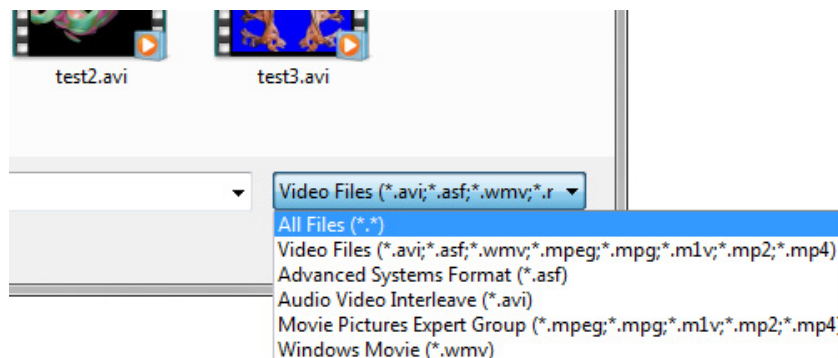 test2.avi
test3.avi
Video Files (*.avi;*.asf;*.wmv;*.r
All Files (*.*)
Video Files (*.avi;*.asf;*.wmv;*.mpeg;*.mpg;*.m1v;*.mp2;*.mp4)
Advanced Systems Format (*.asf)
Audio Video Interleave (*.avi)
Movie Pictures Expert Group (*.mpeg;*.mpg;*.m1v;*.mp2;*.mp4)
Windows Movie (*.wmv)